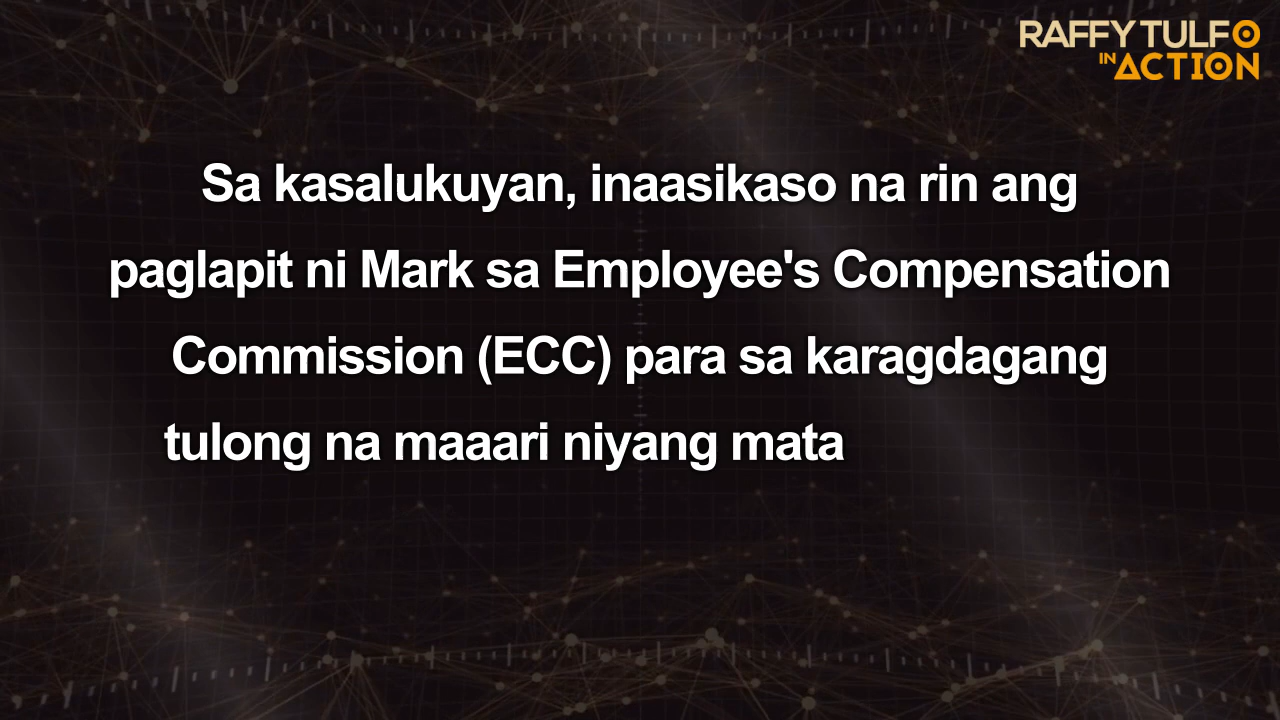 RAFFY TULFO
IN ACTION
Sa kasalukuyan, inaasikaso na rin ang
paglapit ni Mark sa Employee's Compensation
Commission (ECC) para sa karagdagang
tulong na maaari niyang mata